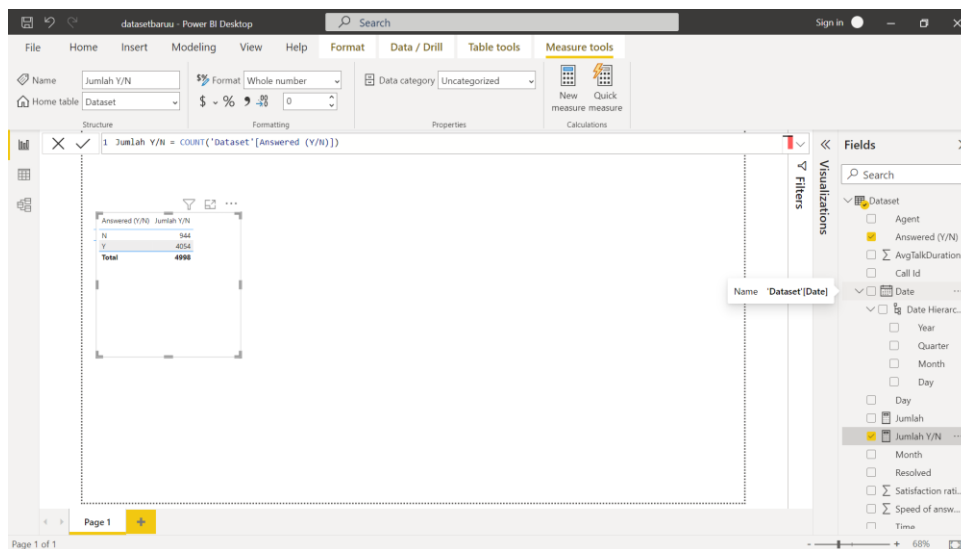 datasetbaruu - Power BI Desktop
Search
Sign in
File Home Insert Modeling View Help Format Data / Drill Table tools Measure tools
Name Jumlah Y/N
Home table Dataset
Structure
$% Format Whole number
$ % 9 .00 0
Formatting
Data category Uncategorized
Properties
New measure
Quick measure
Calculations
1 Jumlah Y/N = COUNT('Dataset'[Answered (Y/N)])
Answered (Y/N) Jumlah Y/N
N 944
Y 4054
Total 4998
Filters
Visualizations
Name 'Dataset'[Date]
Fields
Search
Dataset
Agent
Answered (Y/N)
AvgTalkDuration
Call Id
Date
Date Hierarc...
Year
Quarter
Month
Day
Day
Jumlah
Jumlah Y/N
Month
Resolved
Satisfaction rati...
Speed of answ...
Time
Page 1
Page 1 of 1
- + 68%